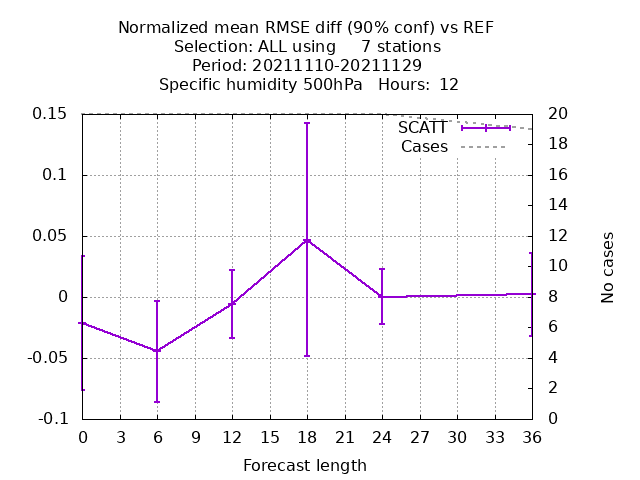 Normalized mean RMSE diff (90% conf) vs REF
Selection: ALL using 7 stations
Period: 20211110-20211129
Specific humidity 500hPa Hours: 12
SCATT
Cases
0.15
0.1
0.05
0
-0.05
-0.1
20
18
16
14
12
10
8
6
4
2
0
No cases
0 3 6 9 12 15 18 21 24 27 30 33 36
Forecast length